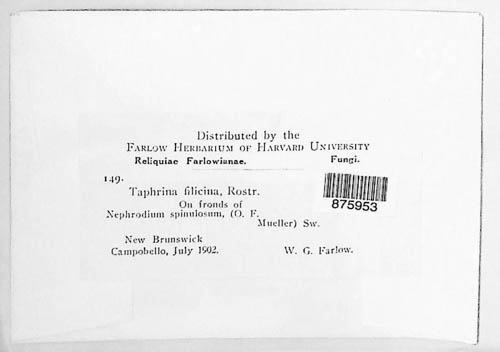 Distributed by the
FARLOW HERBARIUM OF HARVARD UNIVERSITY
Reliquiae Farlowianae. Fungi.
149.
Taphrina filicina, Rostr.
On fronds of
Nephrodium spinulosum, (O. F.
Mueller) Sw.
875953
New Brunswick
Campobello, July 1902. W. G. Farlow.